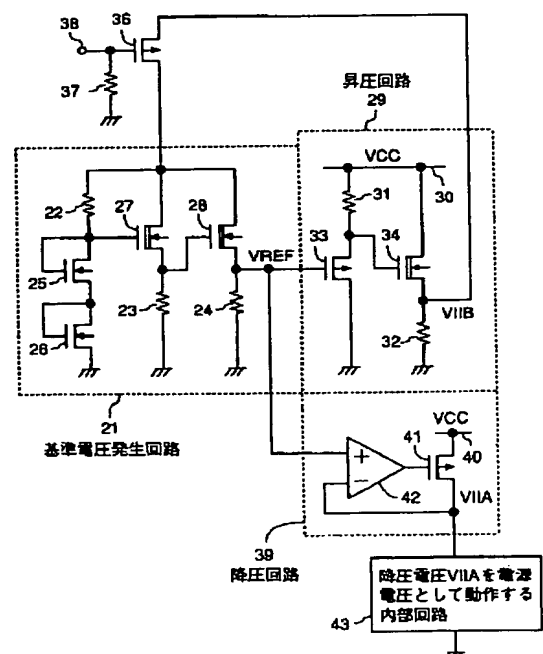 38
36
37
昇圧回路
29
VCC
30
31
22
27
28
33
34
VREF
VIIB
25
23
24
32
26
21
基準電圧発生回路
VCC
40
41
+
−
42
VIIA
39
降圧回路
降圧電圧VIIAを電源
電圧として動作する
内部回路
43